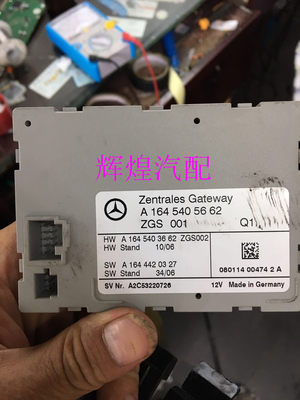 辉煌汽配
Zentrales Gateway
A 164 540 56 62
ZGS 001
HW A 164 540 36 62 ZGS002
HW Stand 10/06
SW A 164 442 03 27
SW Stand 34/06
060114 00474 2 A
SV Nr. A2C53220726 12V Made in Germany